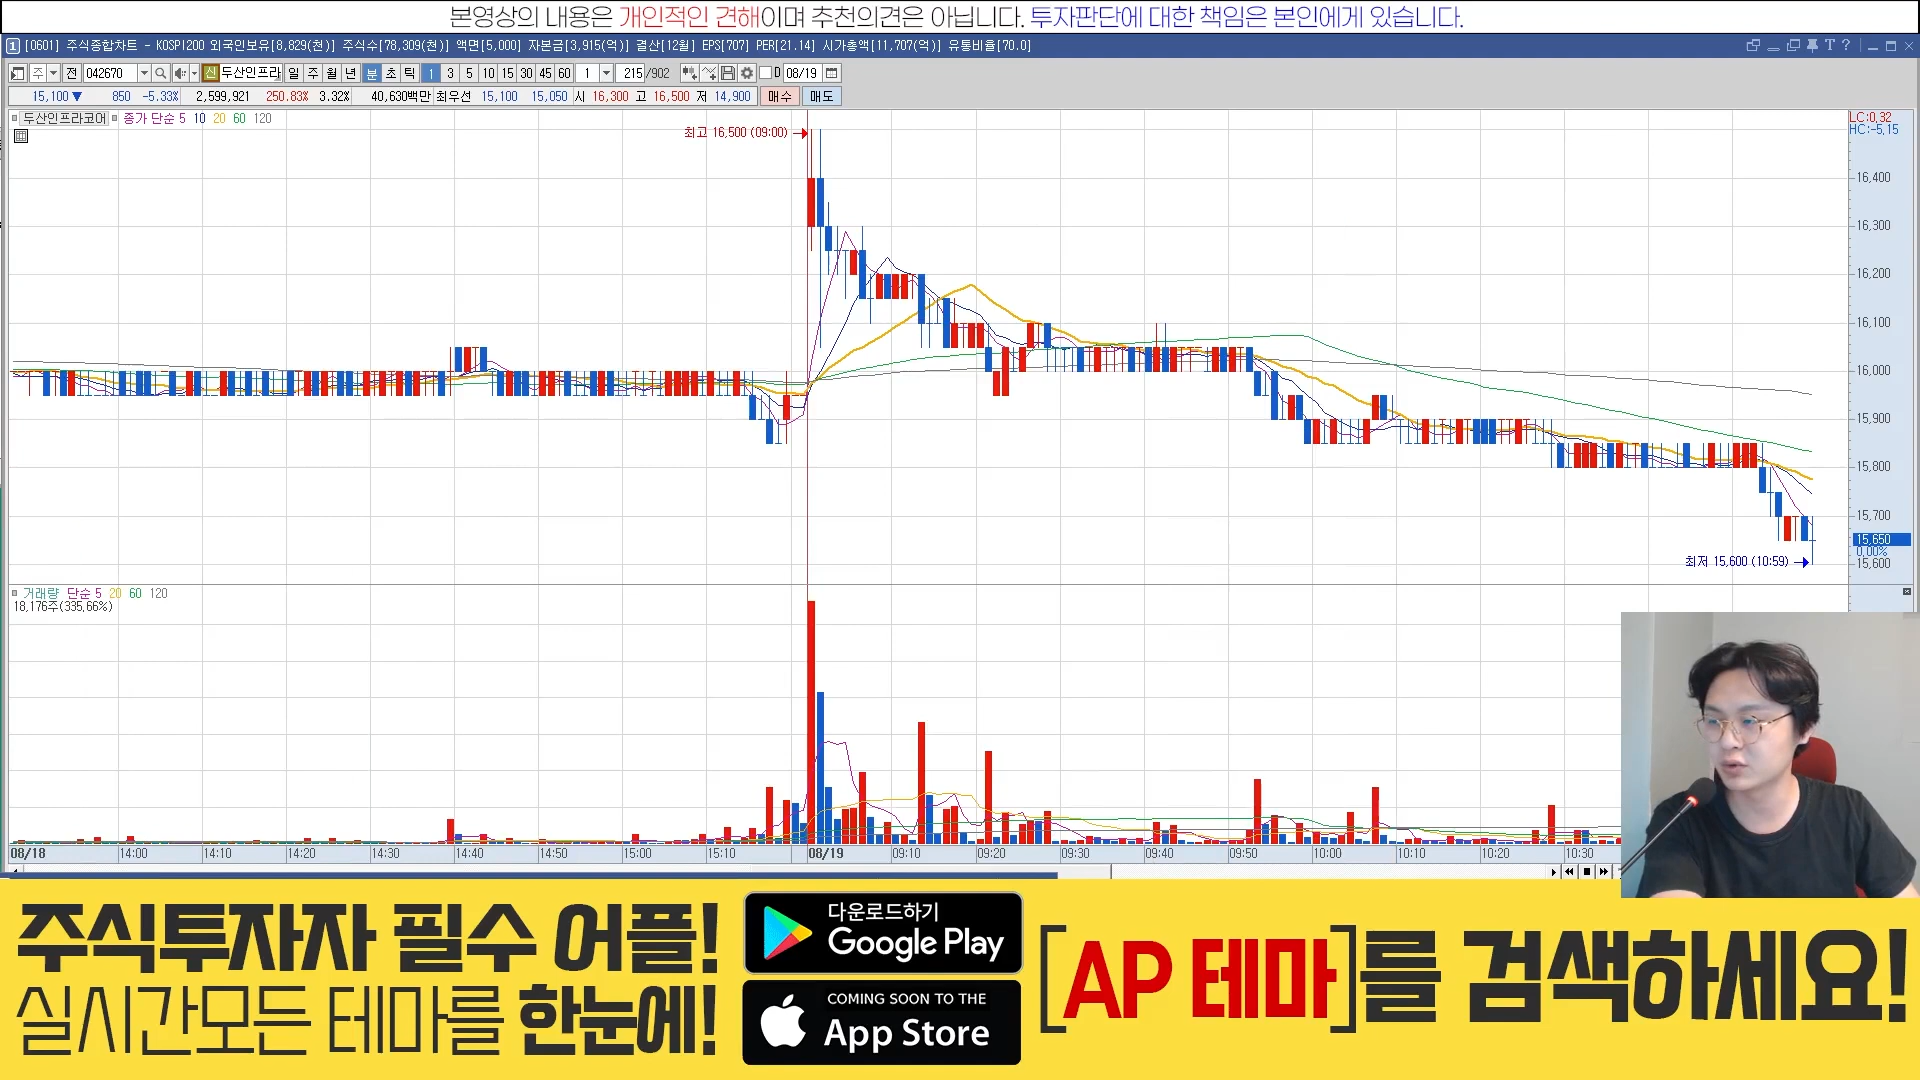 본영상의 내용은 개인적인 견해이며 추천의견은 아닙니다. 투자판단에 대한 책임은 본인에게 있습니다.
1 [0601] 주식종합차트 - KOSPI200 외국인보유[8,829(천)] 주식수[78,309(천)] 액면[5,000] 자본금[3,915(억)] 결산[12월] EPS[707] PER[21.14] 시가총액[11,707(억)] 유통비율[70.0]
주 전 042670 신 두산인프라 일 주 월 년 분 초 틱 1 3 5 10 15 30 45 60 1 215 /902 D 08/19
15,100 ▼ 850 -5.33% 2,599,921 250.83% 3.32% 40,630백만 최우선 15,100 15,050 시 16,300 고 16,500 저 14,900 매수 매도
두산인프라코어 종가 단순 5 10 20 60 120
LC:0.32
HC:-5.15
최고 16,500 (09:00)
16,400
16,300
16,200
16,100
16,000
15,900
15,800
15,700
15,650
0.00%
15,600
최저 15,600 (10:59)
거래량 단순 5 20 60 120
18,176주(335.66%)
08/18 14:00 14:10 14:20 14:30 14:40 14:50 15:00 15:10 08/19 09:10 09:20 09:30 09:40 09:50 10:00 10:10 10:20 10:30
주식투자자 필수 어플!
실시간모든 테마를 한눈에!
다운로드하기
Google Play
COMING SOON TO THE
App Store
[AP 테마]를 검색하세요!